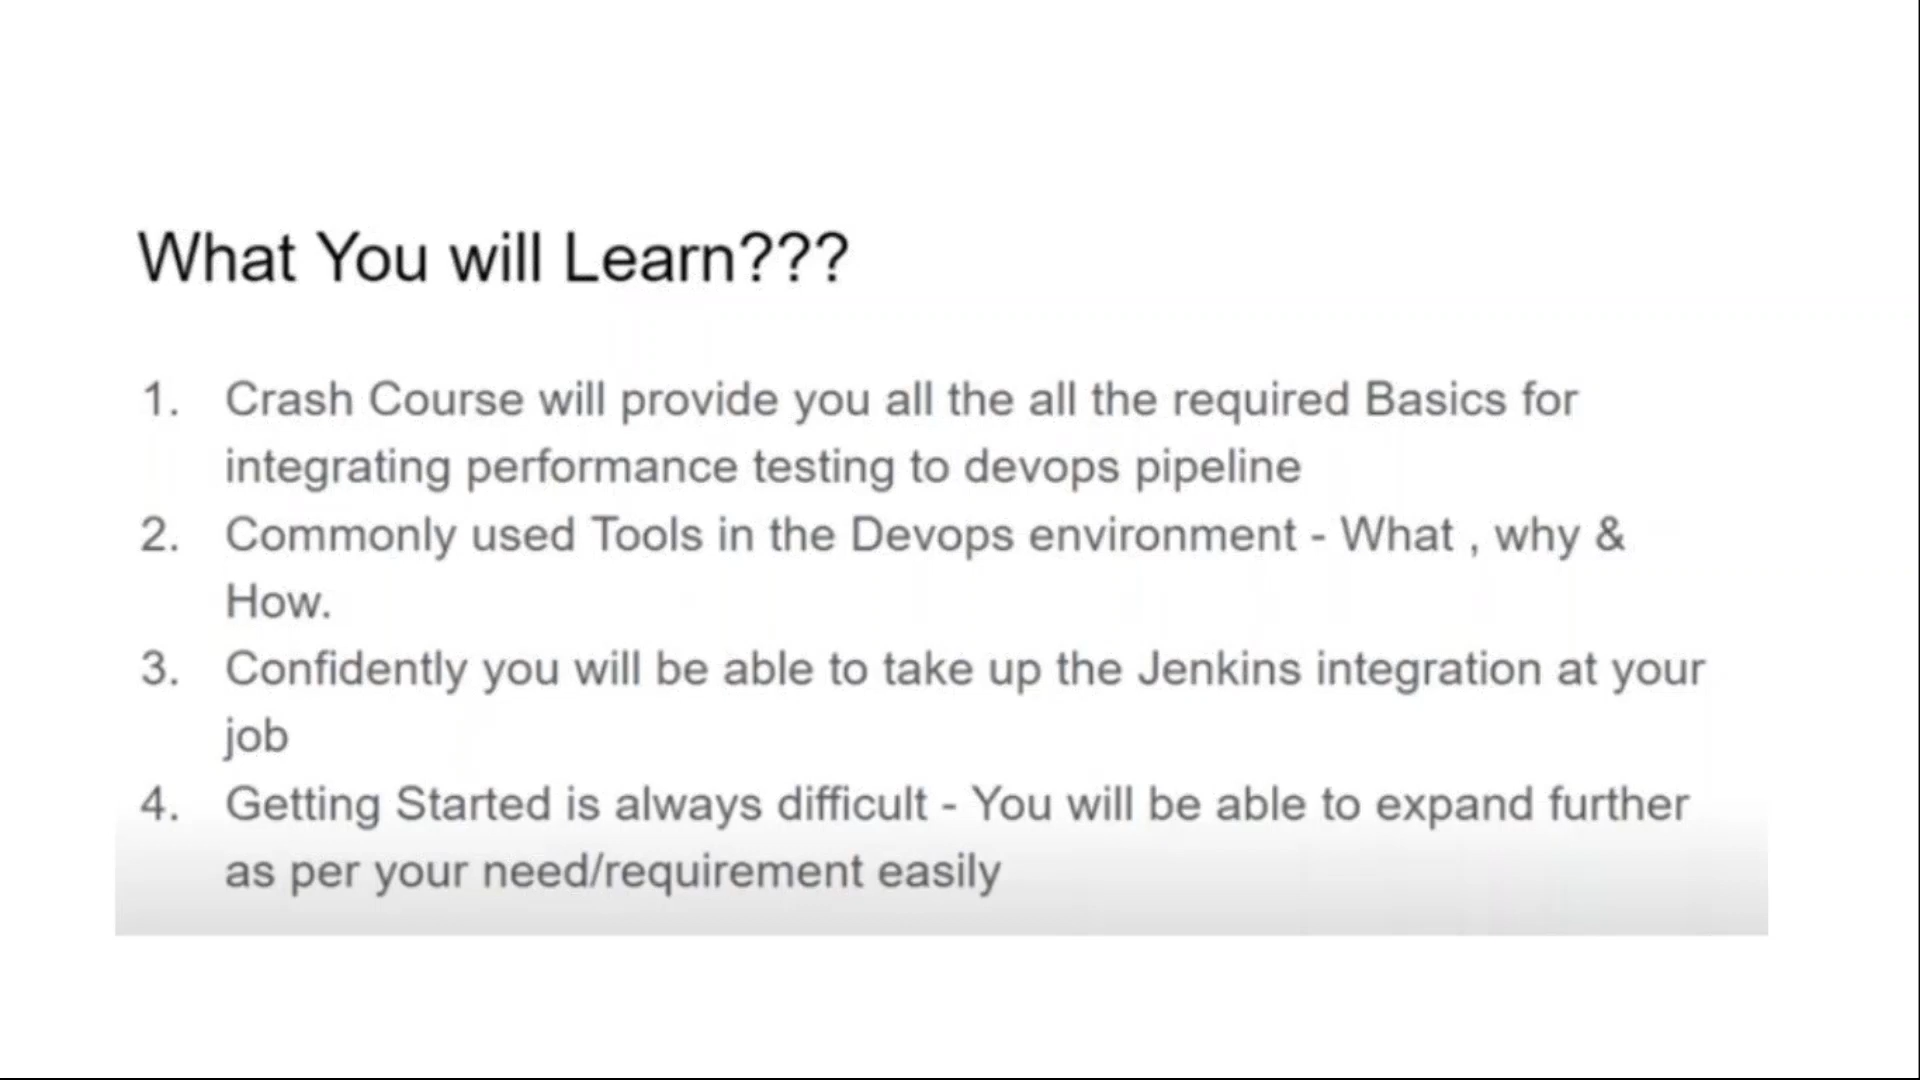 What You will Learn???
1. Crash Course will provide you all the all the required Basics for
integrating performance testing to devops pipeline
2. Commonly used Tools in the Devops environment - What , why &
How.
3. Confidently you will be able to take up the Jenkins integration at your
job
4. Getting Started is always difficult - You will be able to expand further
as per your need/requirement easily